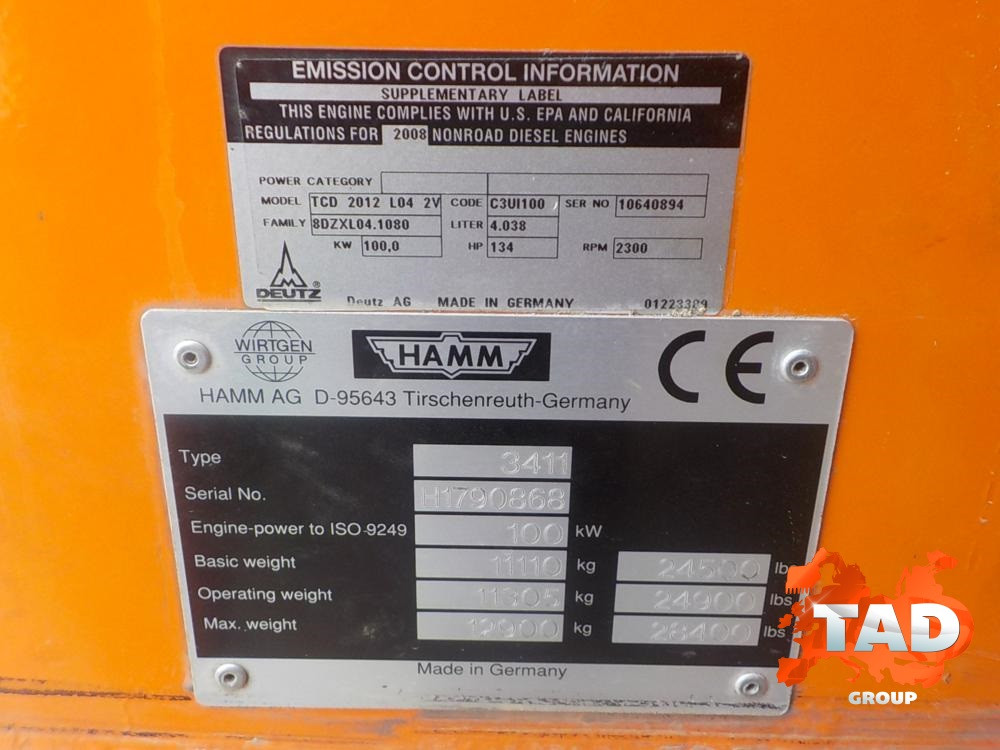 EMISSION CONTROL INFORMATION
SUPPLEMENTARY LABEL
THIS ENGINE COMPLIES WITH U.S. EPA AND CALIFORNIA
REGULATIONS FOR 2008 NONROAD DIESEL ENGINES
POWER CATEGORY
MODEL TCD 2012 L04 2V CODE C3UI100 SER NO 10640894
FAMILY 8DZXL04.1080 LITER 4.038
KW 100,0 HP 134 RPM 2300
DEUTZ ® Deutz AG MADE IN GERMANY
WIRTGEN
GROUP
HAMM
CE
HAMM AG D-95643 Tirschenreuth-Germany
Type 3411
Serial No. H1790868
Engine-power to ISO 9249 100 kW
Basic weight 11110 kg 24500 lbs
Operating weight 11305 kg 24900 lbs
Max. weight 12900 kg 28400 lbs
Made in Germany
TAD
GROUP